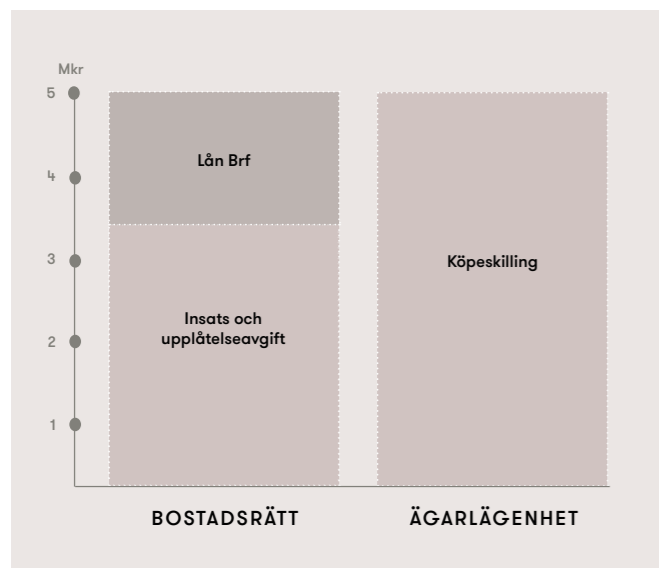 Mkr
5
4
3
2
1
Lån Brf
Insats och
upplåtelseavgift
Köpeskilling
BOSTADSRÄTT
ÄGARLÄGENHET